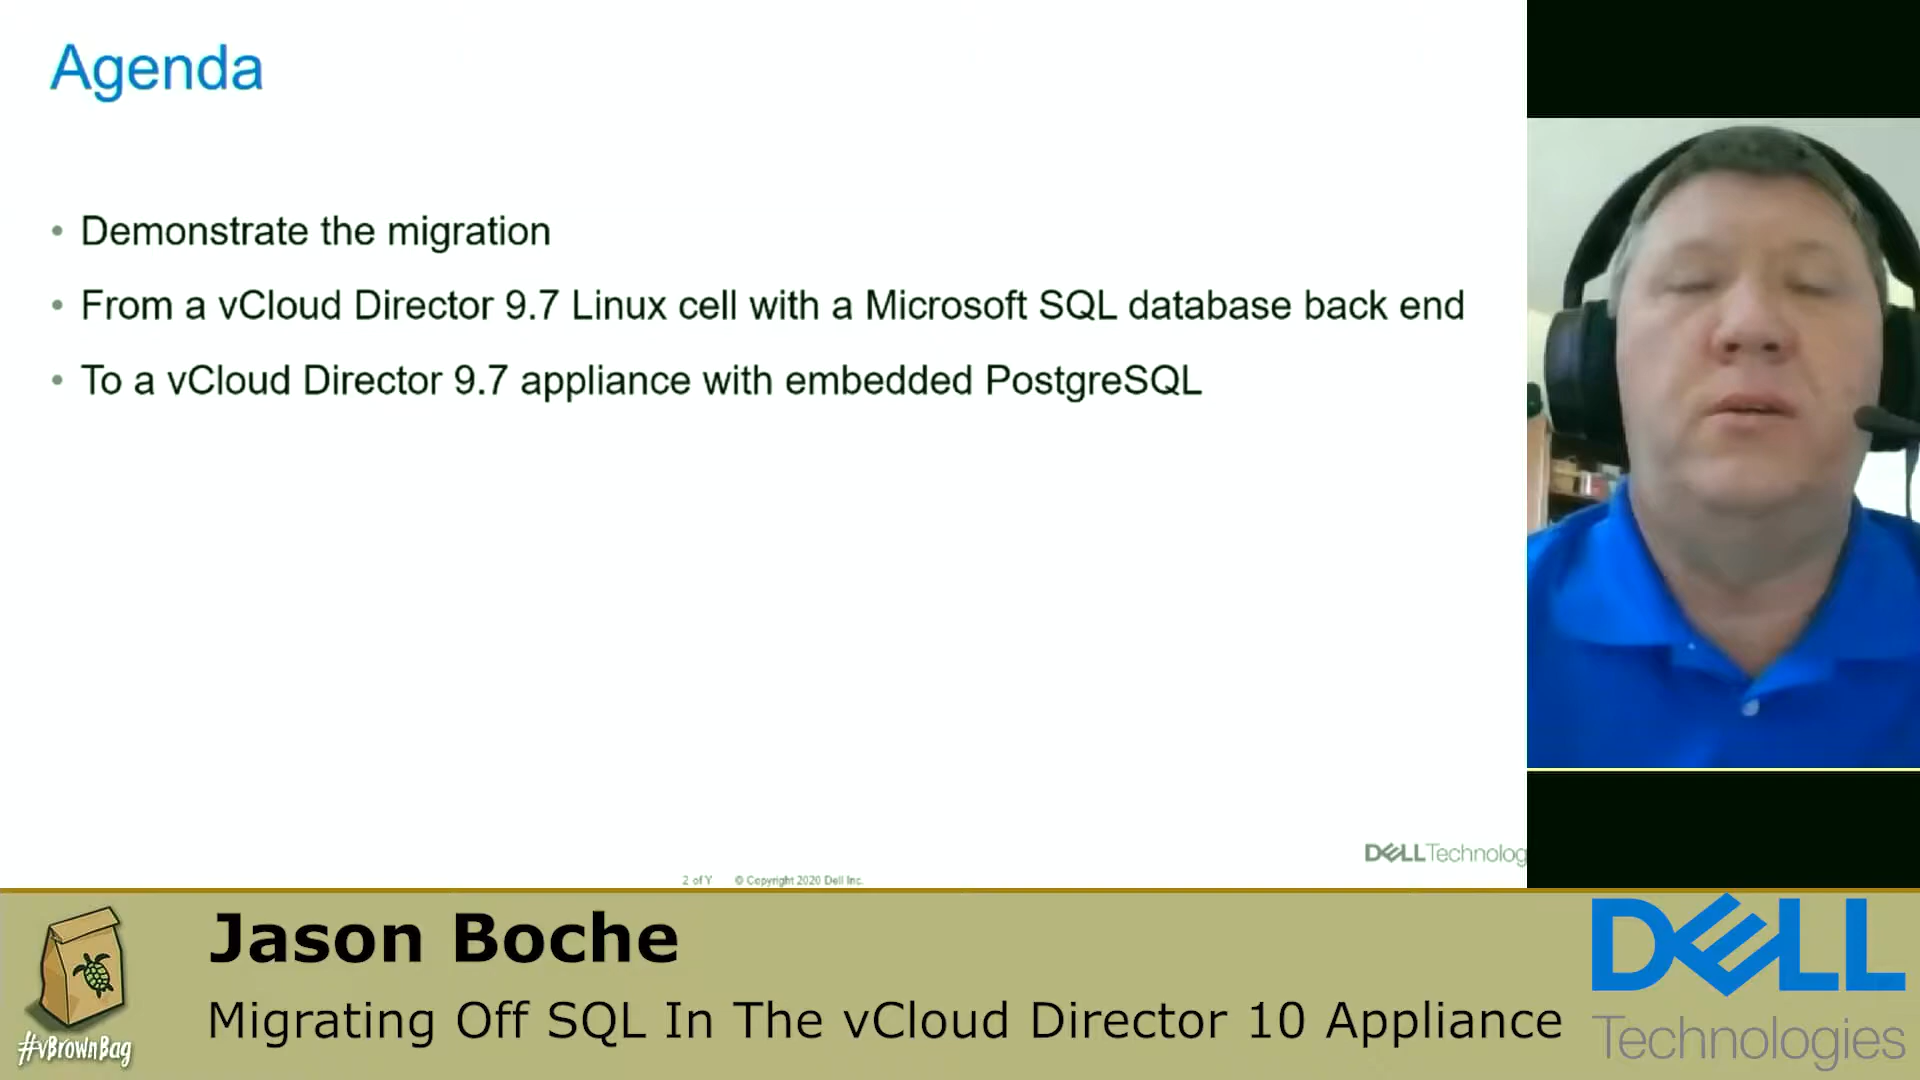 Agenda
• Demonstrate the migration
• From a vCloud Director 9.7 Linux cell with a Microsoft SQL database back end
• To a vCloud Director 9.7 appliance with embedded PostgreSQL
DELLTechnolog
2 of Y © Copyright 2020 Dell Inc.
Jason Boche
Migrating Off SQL In The vCloud Director 10 Appliance
#vBrownBag
DELL
Technologies